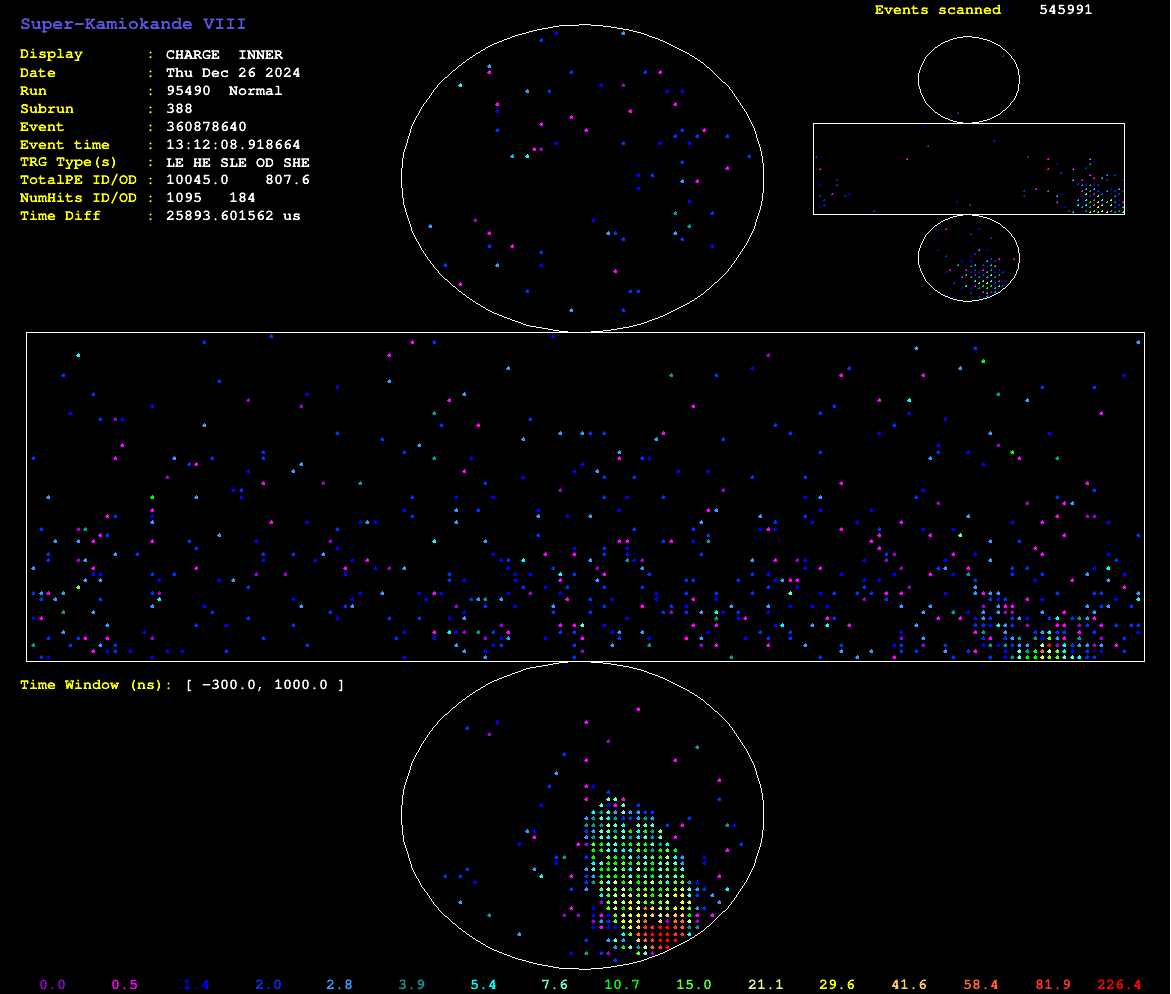 Super-Kamiokande VIII
Events scanned 545991
Display : CHARGE INNER
Date : Thu Dec 26 2024
Run : 95490 Normal
Subrun : 388
Event : 360878640
Event time : 13:12:08.918664
TRG Type(s) : LE HE SLE OD SHE
TotalPE ID/OD : 10045.0 807.6
NumHits ID/OD : 1095 184
Time Diff : 25893.601562 us
Time Window (ns): [ −300.0, 1000.0 ]
0.0 0.5 1.4 2.0 2.8 3.9 5.4 7.6 10.7 15.0 21.1 29.6 41.6 58.4 81.9 226.4